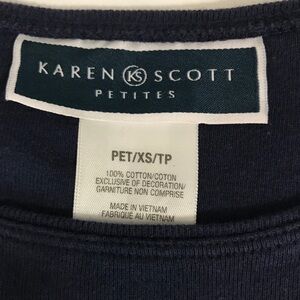 KAREN KS SCOTT
PETITES
PET/XS/TP
100% COTTON/COTON
EXCLUSIVE OF DECORATION/
GARNITURE NON COMPRISE
MADE IN VIETNAM
FABRIQUÉ AU VIETNAM